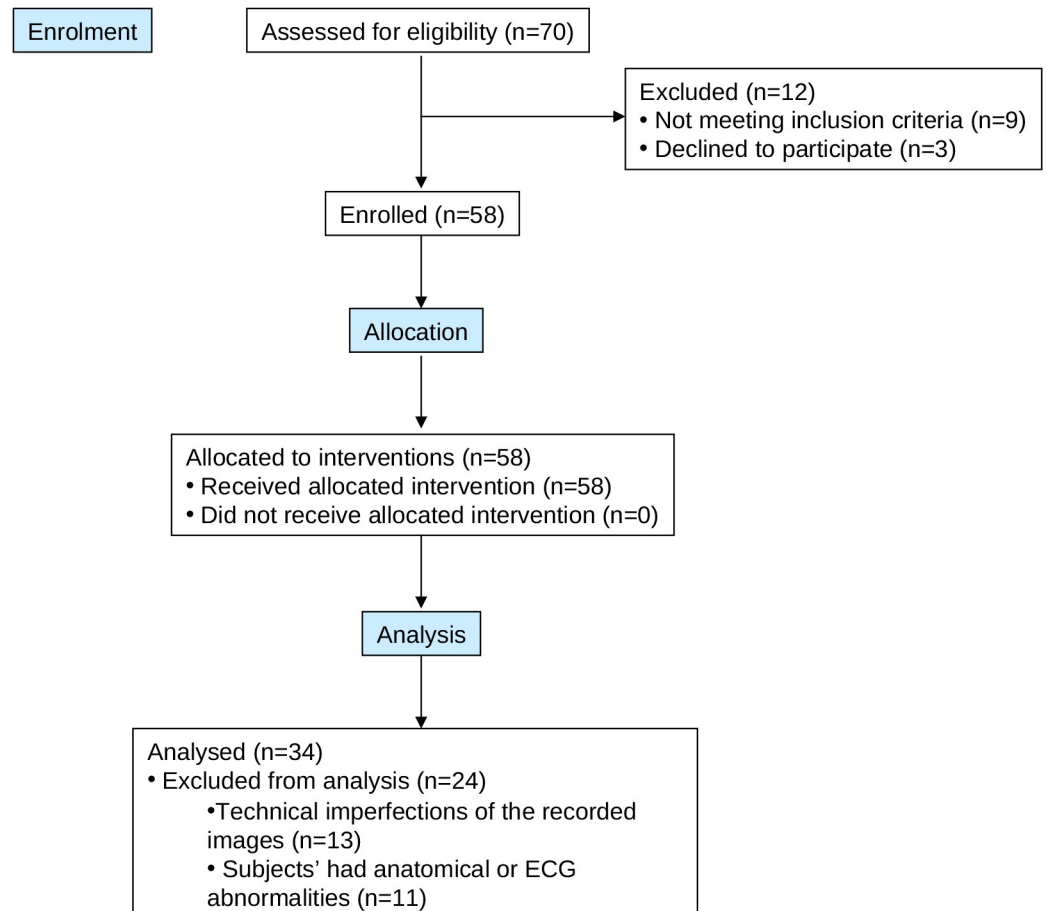 Enrolment
Assessed for eligibility (n=70)
Excluded (n=12)
• Not meeting inclusion criteria (n=9)
• Declined to participate (n=3)
Enrolled (n=58)
Allocation
Allocated to interventions (n=58)
• Received allocated intervention (n=58)
• Did not receive allocated intervention (n=0)
Analysis
Analysed (n=34)
• Excluded from analysis (n=24)
•Technical imperfections of the recorded
images (n=13)
• Subjects’ had anatomical or ECG
abnormalities (n=11)